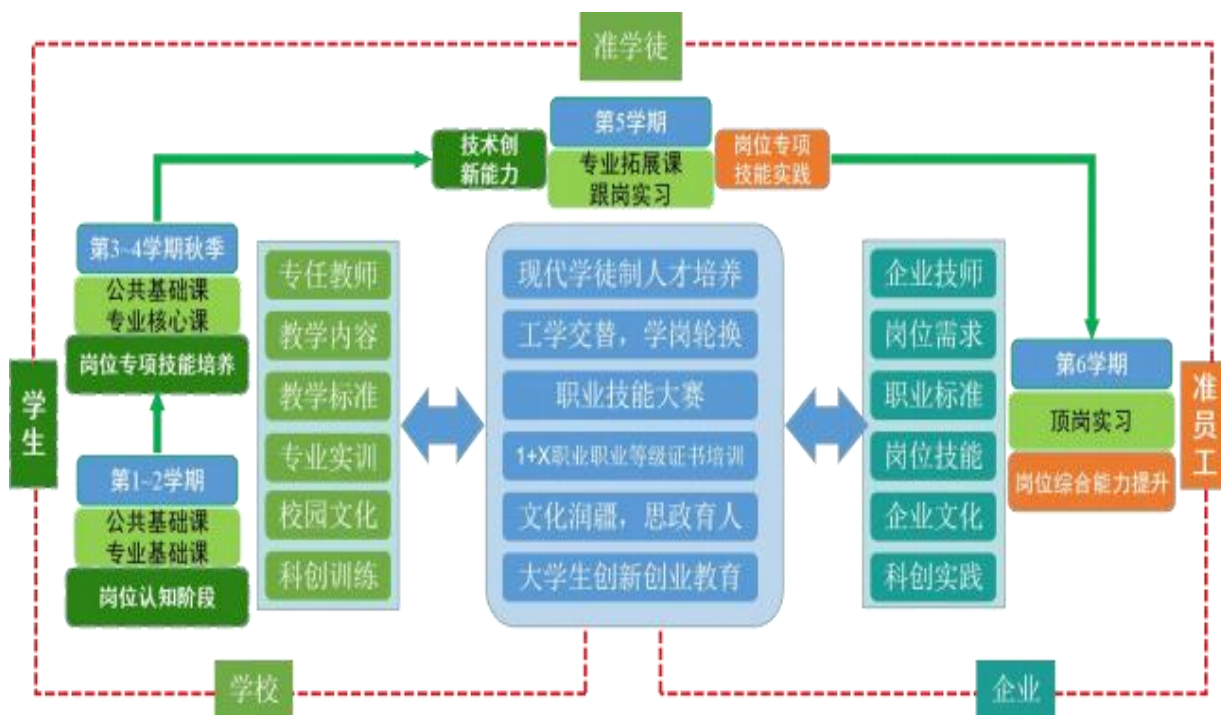 准学徒
第5学期
技术创
新能力
专业拓展课
跟岗实习
岗位专项
技能实践
第3~4学期秋季
公共基础课
专业核心课
岗位专项技能培养
第1~2学期
公共基础课
专业基础课
岗位认知阶段
学生
专任教师
教学内容
教学标准
专业实训
校园文化
科创训练
现代学徒制人才培养
工学交替，学岗轮换
职业技能大赛
1+X职业职业等级证书培训
文化润疆，思政育人
大学生创新创业教育
企业技师
岗位需求
职业标准
岗位技能
企业文化
科创实践
第6学期
顶岗实习
岗位综合能力提升
准员工
学校
企业